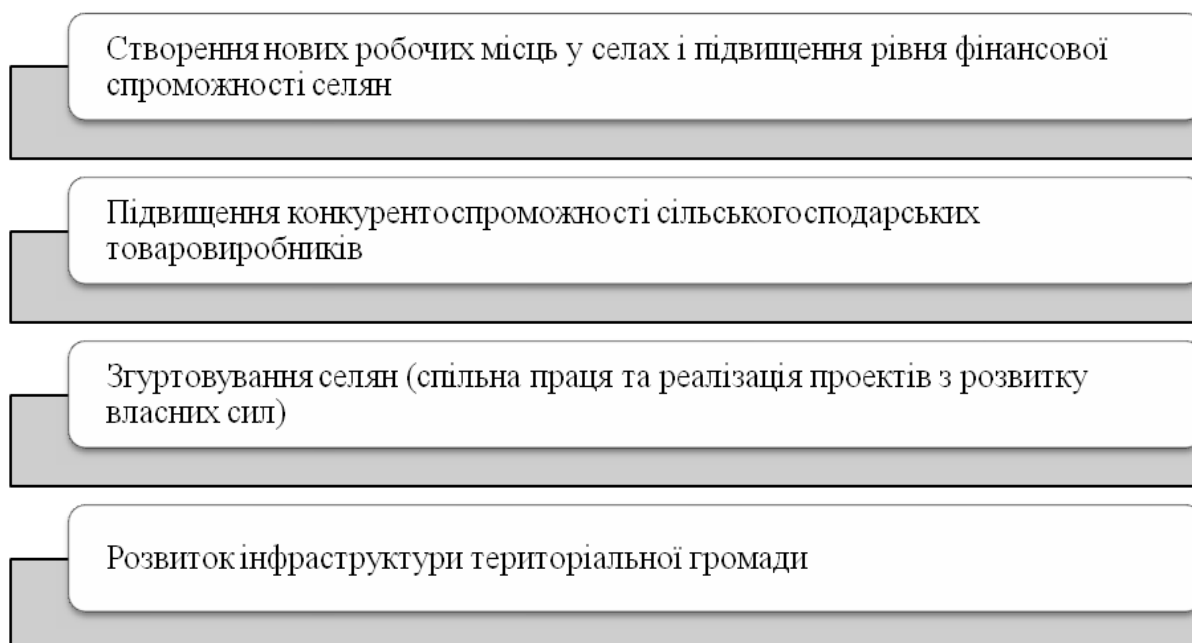 Створення нових робочих місць у селах і підвищення рівня фінансової
спроможності селян
Підвищення конкурентоспроможності сільськогосподарських
товаровиробників
Згуртовування селян (спільна праця та реалізація проектів з розвитку
власних сил)
Розвиток інфраструктури територіальної громади